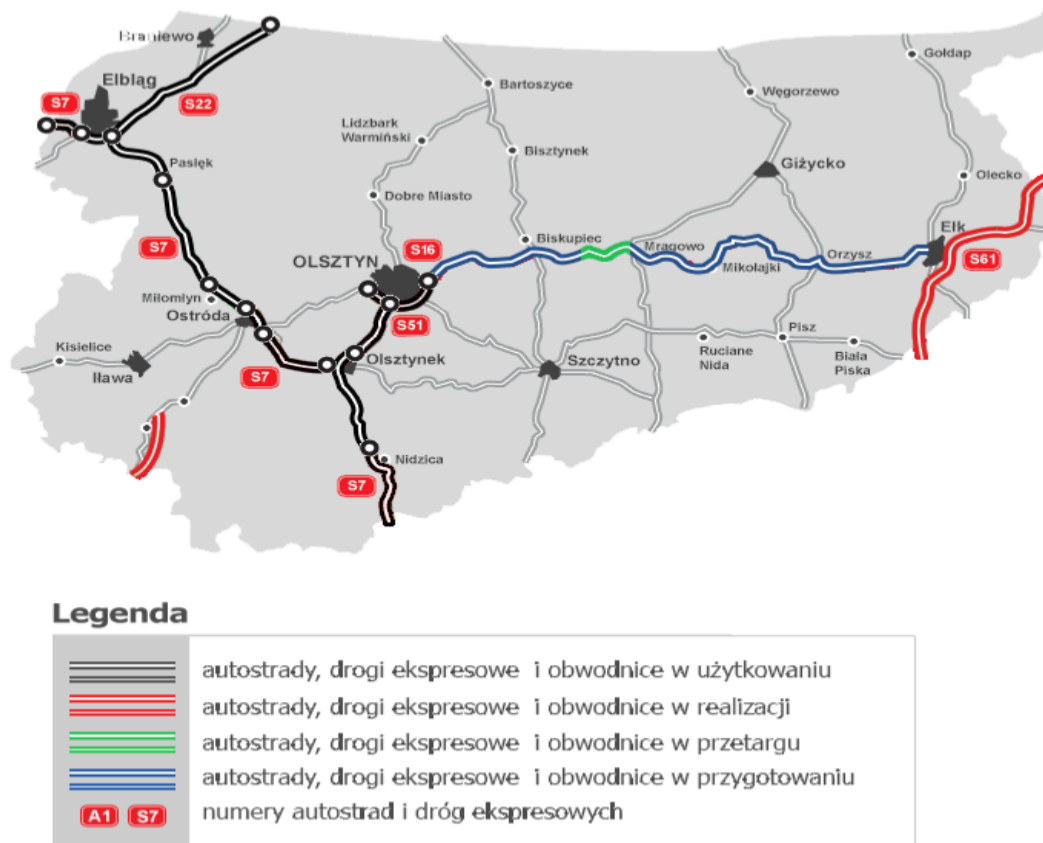 Braniewo
Gołdap
Elbląg
Bartoszyce
Węgorzewo
S7
S22
Lidzbark
Warmiński
Bisztynek
Pasłęk
Giżycko
Olecko
Dobre Miasto
S7
S16
Ełk
OLSZTYN
Biskupiec
Mrągowo
Orzysz
S61
Mikołajki
Miłomłyn
Ostróda
S51
Pisz
Kisielice
Olsztynek
Szczytno
Ruciane
Nida
Biała
Piska
Iława
S7
Nidzica
S7
Legenda
autostrady, drogi ekspresowe i obwodnice w użytkowaniu
autostrady, drogi ekspresowe i obwodnice w realizacji
autostrady, drogi ekspresowe i obwodnice w przetargu
autostrady, drogi ekspresowe i obwodnice w przygotowaniu
A1 S7 numery autostrad i dróg ekspresowych